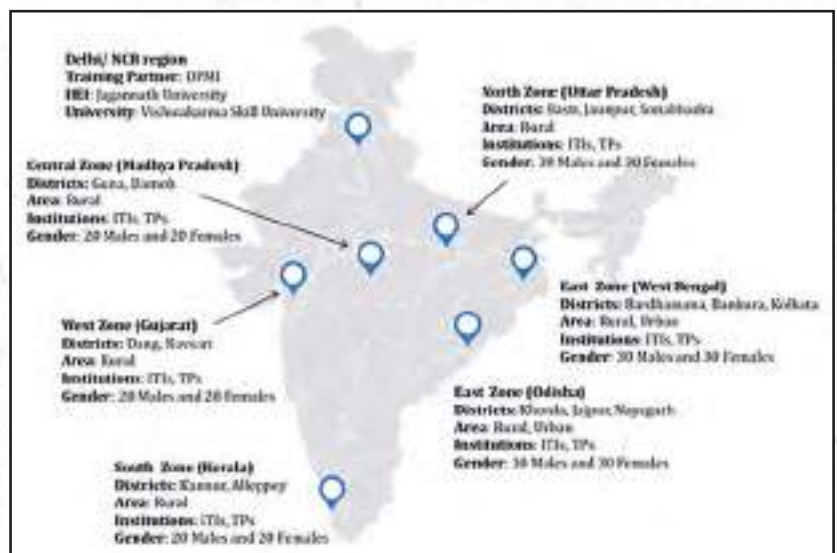 Delhi/ NCR region
Training Partner: DPMI
HEI: Jagannath University
University: Vishwakarma Skill University
North Zone (Uttar Pradesh)
Districts: Basti, Jaunpur, Sonabhadra
Area: Rural
Institutions: ITIs, TPs
Gender: 30 Males and 30 Females
Central Zone (Madhya Pradesh)
Districts: Guna, Damoh
Area: Rural
Institutions: ITIs, TPs
Gender: 20 Males and 20 Females
West Zone (Gujarat)
Districts: Dang, Navsari
Area: Rural
Institutions: ITIs, TPs
Gender: 20 Males and 20 Females
East Zone (West Bengal)
Districts: Bardhamana, Bankura, Kolkata
Area: Rural, Urban
Institutions: ITIs, TPs
Gender: 30 Males and 30 Females
East Zone (Odisha)
Districts: Khorda, Jajpur, Nayagarh
Area: Rural, Urban
Institutions: ITIs, TPs
Gender: 30 Males and 30 Females
South Zone (Kerala)
Districts: Kannur, Alleppey
Area: Rural
Institutions: ITIs, TPs
Gender: 20 Males and 20 Females